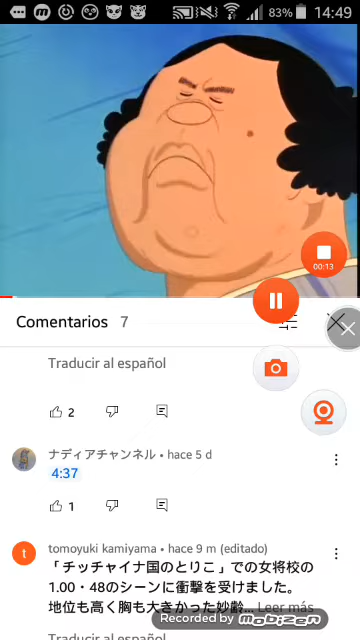 83% 14:49
00:13
Comentarios 7
Traducir al español
2
ナディアチャンネル • hace 5 d
4:37
1
t
tomoyuki kamiyama • hace 9 m (editado)
「チッチャイナ国のとりこ」での女将校の
1.00・48のシーンに衝撃を受けました。
地位も高く胸も大きかった妙齢... Leer más
Recorded by mobizen